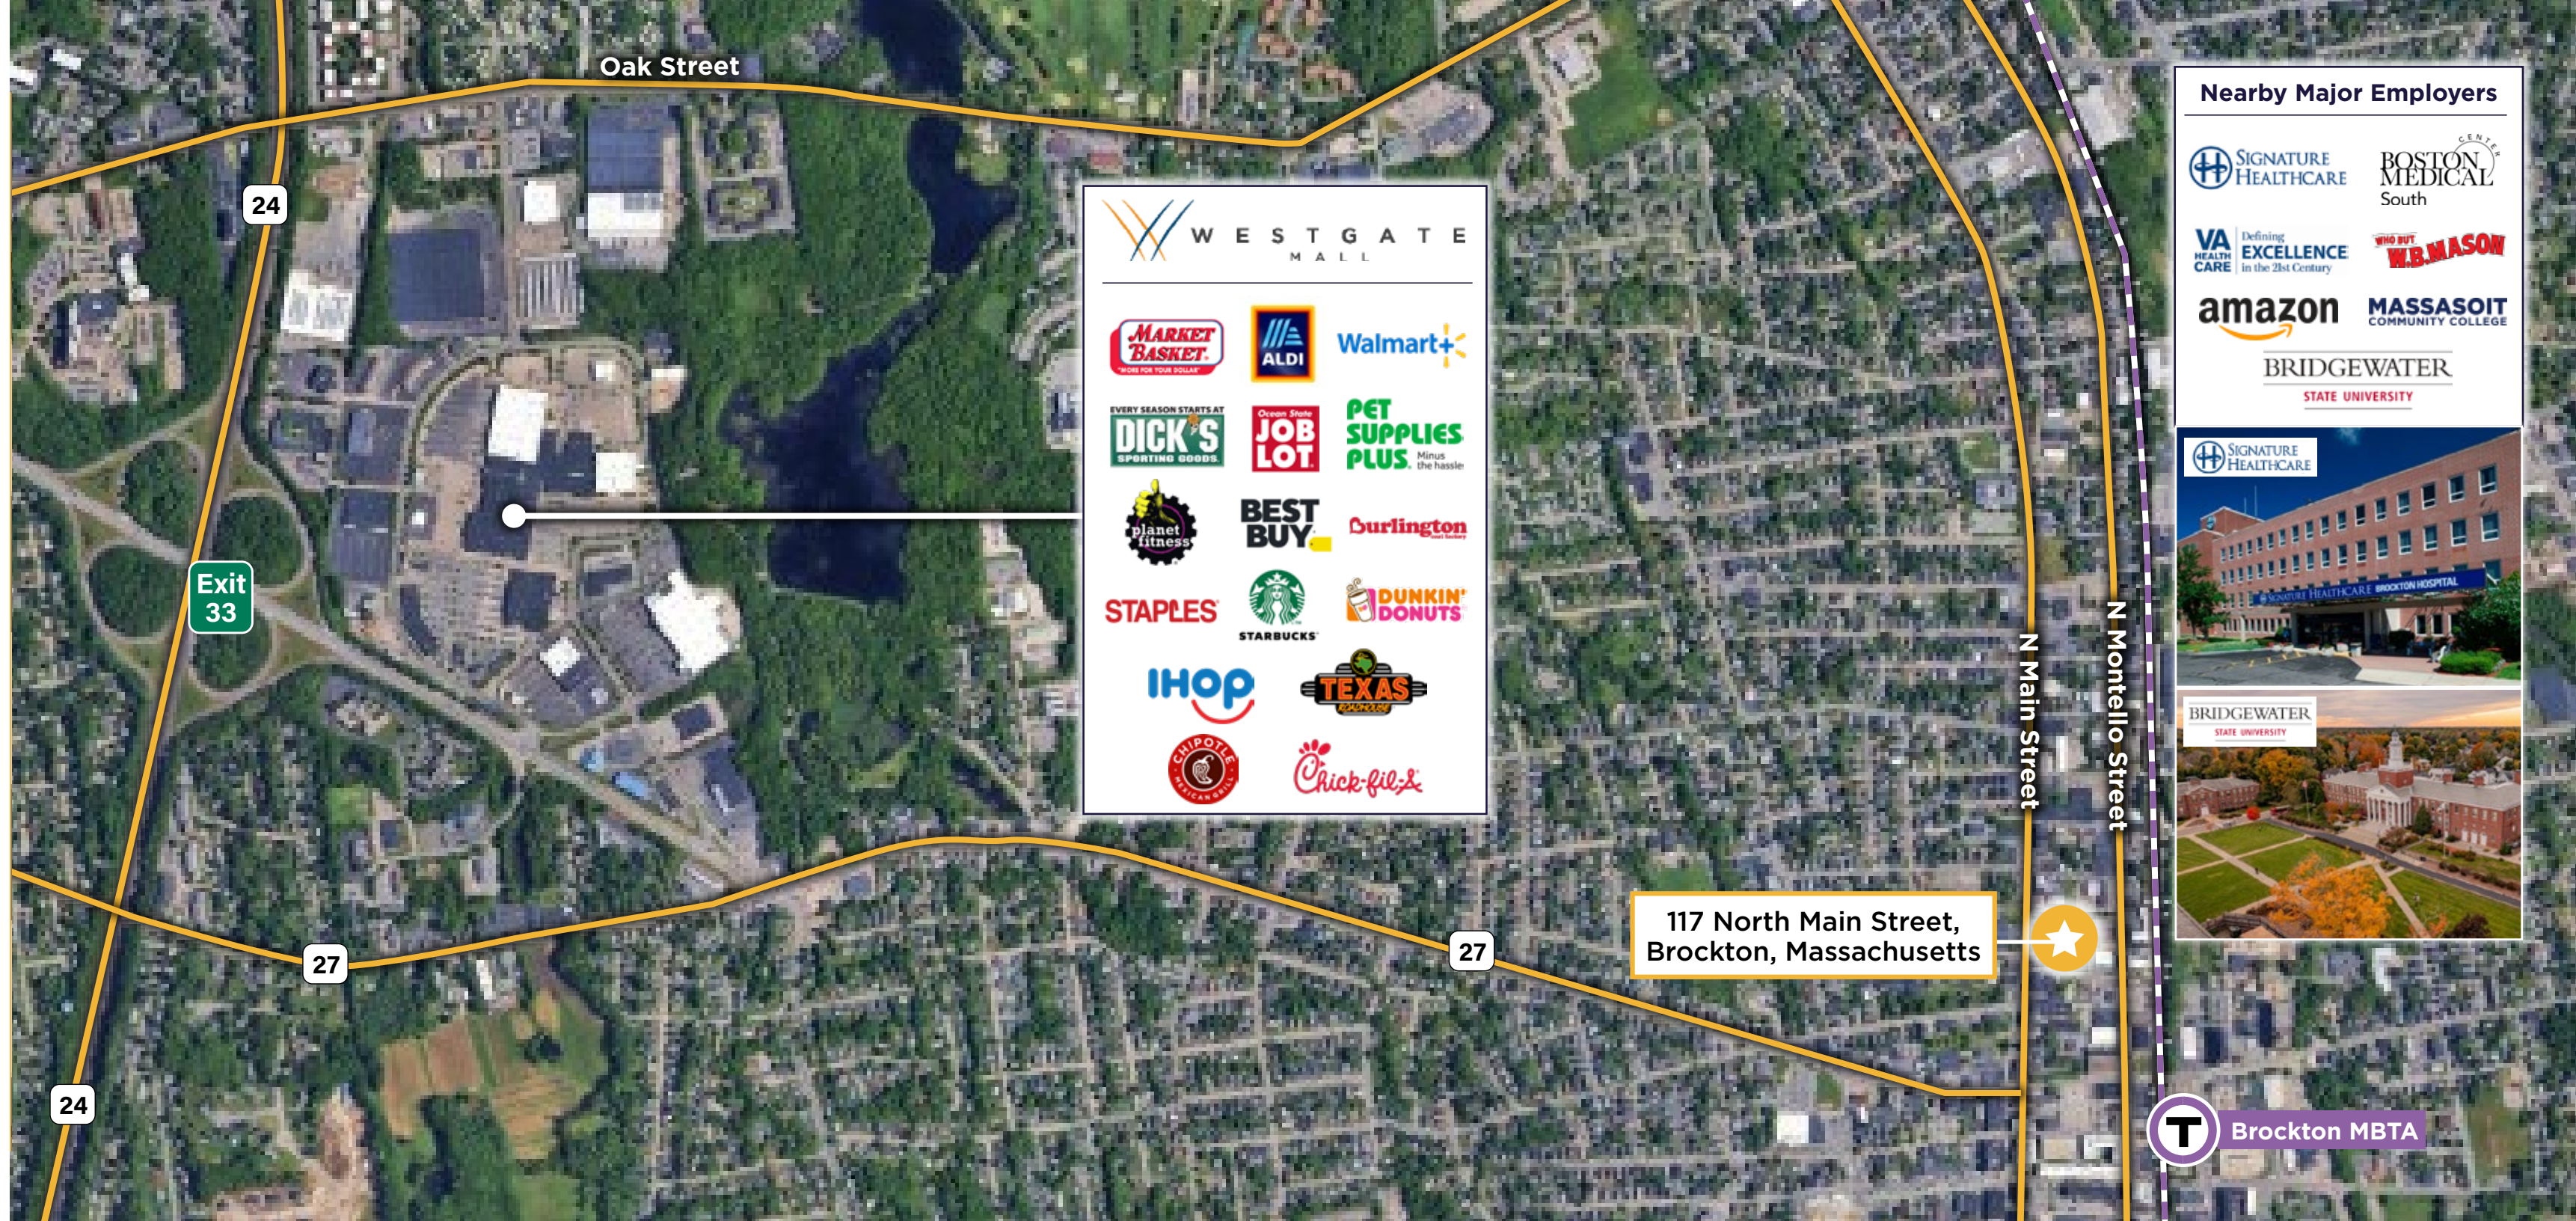 Oak Street
24
Exit
33
27
24
27
WESTGATE
MALL
MARKET
BASKET
"MORE FOR YOUR DOLLAR"
ALDI
Walmart+
EVERY SEASON STARTS AT
DICK'S
SPORTING GOODS
Ocean State
JOB
LOT
PET
SUPPLIES
PLUS
Minus
the hassle
planet
fitness
BEST
BUY
Burlington
STAPLES
STARBUCKS
DUNKIN'
DONUTS
IHOP
TEXAS
ROADHOUSE
CHIPOTLE
MEXICAN GRILL
Chick-fil-A
N Main Street
N Montello Street
117 North Main Street,
Brockton, Massachusetts
Nearby Major Employers
SIGNATURE
HEALTHCARE
BOSTON
MEDICAL
CENTER
South
VA
HEALTH
CARE
Defining
EXCELLENCE
in the 21st Century
WHO BUT
W.B.MASON
amazon
MASSASOIT
COMMUNITY COLLEGE
BRIDGEWATER
STATE UNIVERSITY
SIGNATURE
HEALTHCARE
SIGNATURE HEALTHCARE BROCKTON HOSPITAL
BRIDGEWATER
STATE UNIVERSITY
T
Brockton MBTA